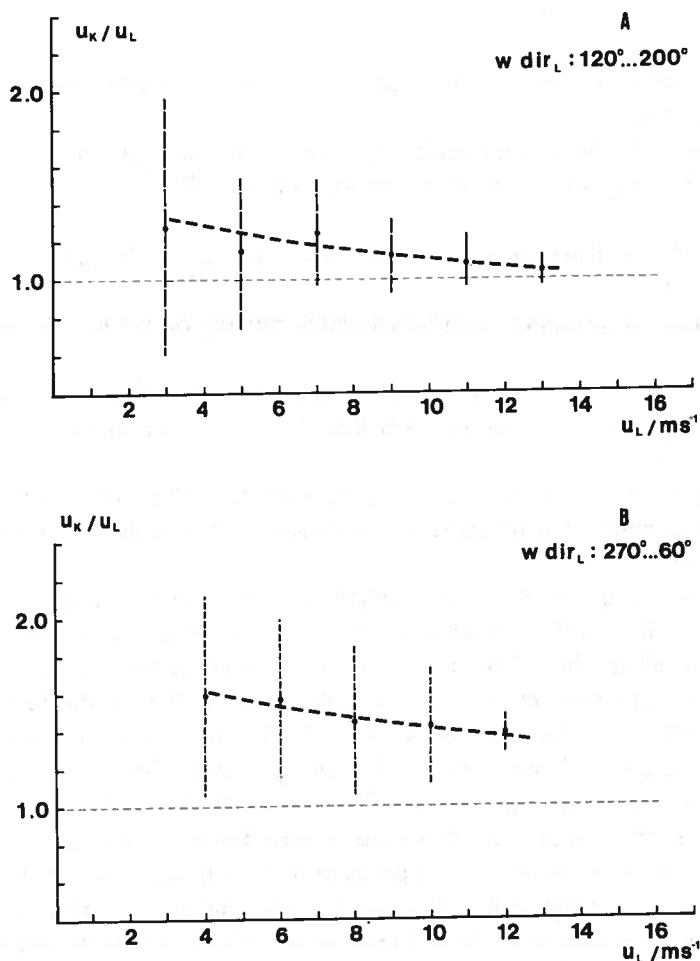 u_K / u_L
A
w dir_L : 120°...200°
2.0
1.0
2 4 6 8 10 12 14 16
u_L / ms⁻¹
u_K / u_L
B
w dir_L : 270°...60°
2.0
1.0
2 4 6 8 10 12 14 16
u_L / ms⁻¹